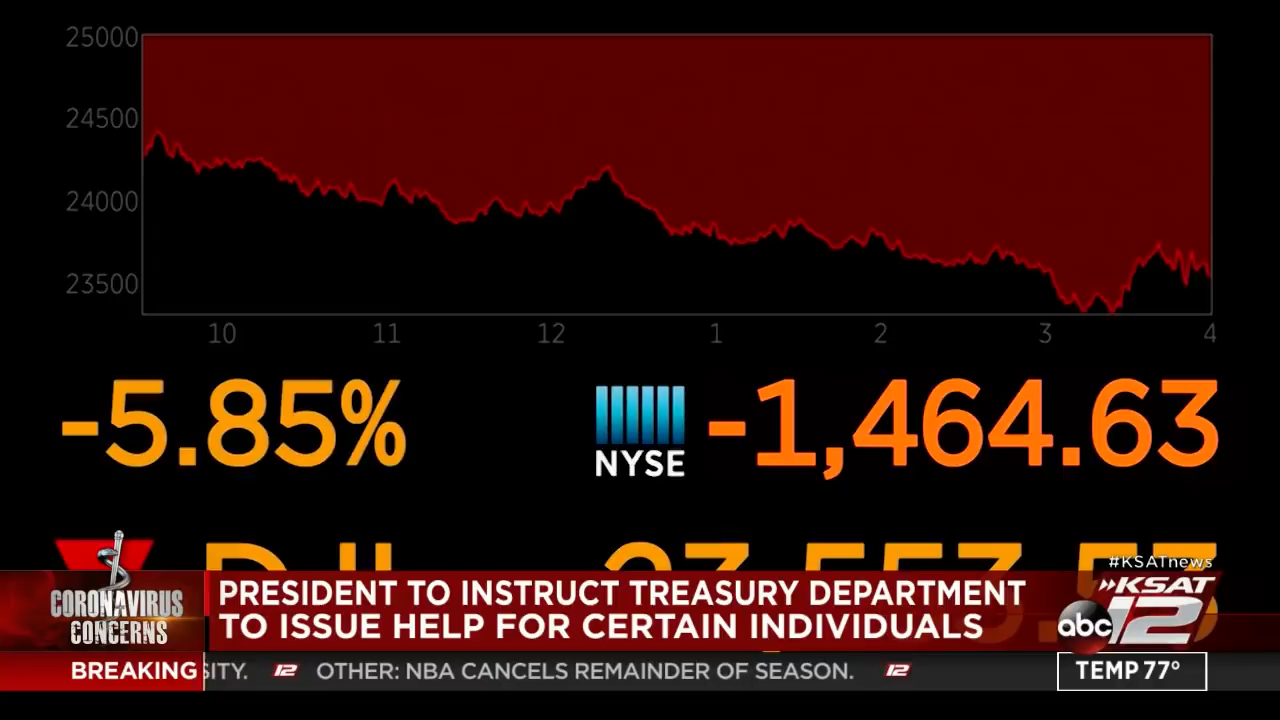 25000
24500
24000
23500
10 11 12 1 2 3 4
-5.85%
NYSE
-1,464.63
#KSATnews
KSAT
abc 12
CORONAVIRUS
CONCERNS
PRESIDENT TO INSTRUCT TREASURY DEPARTMENT
TO ISSUE HELP FOR CERTAIN INDIVIDUALS
BREAKING
12 OTHER: NBA CANCELS REMAINDER OF SEASON. 12
TEMP 77°